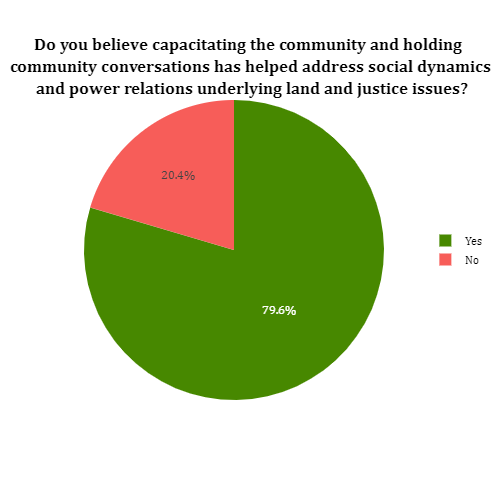 Do you believe capacitating the community and holding
community conversations has helped address social dynamics
and power relations underlying land and justice issues?
20.4%
Yes
No
79.6%